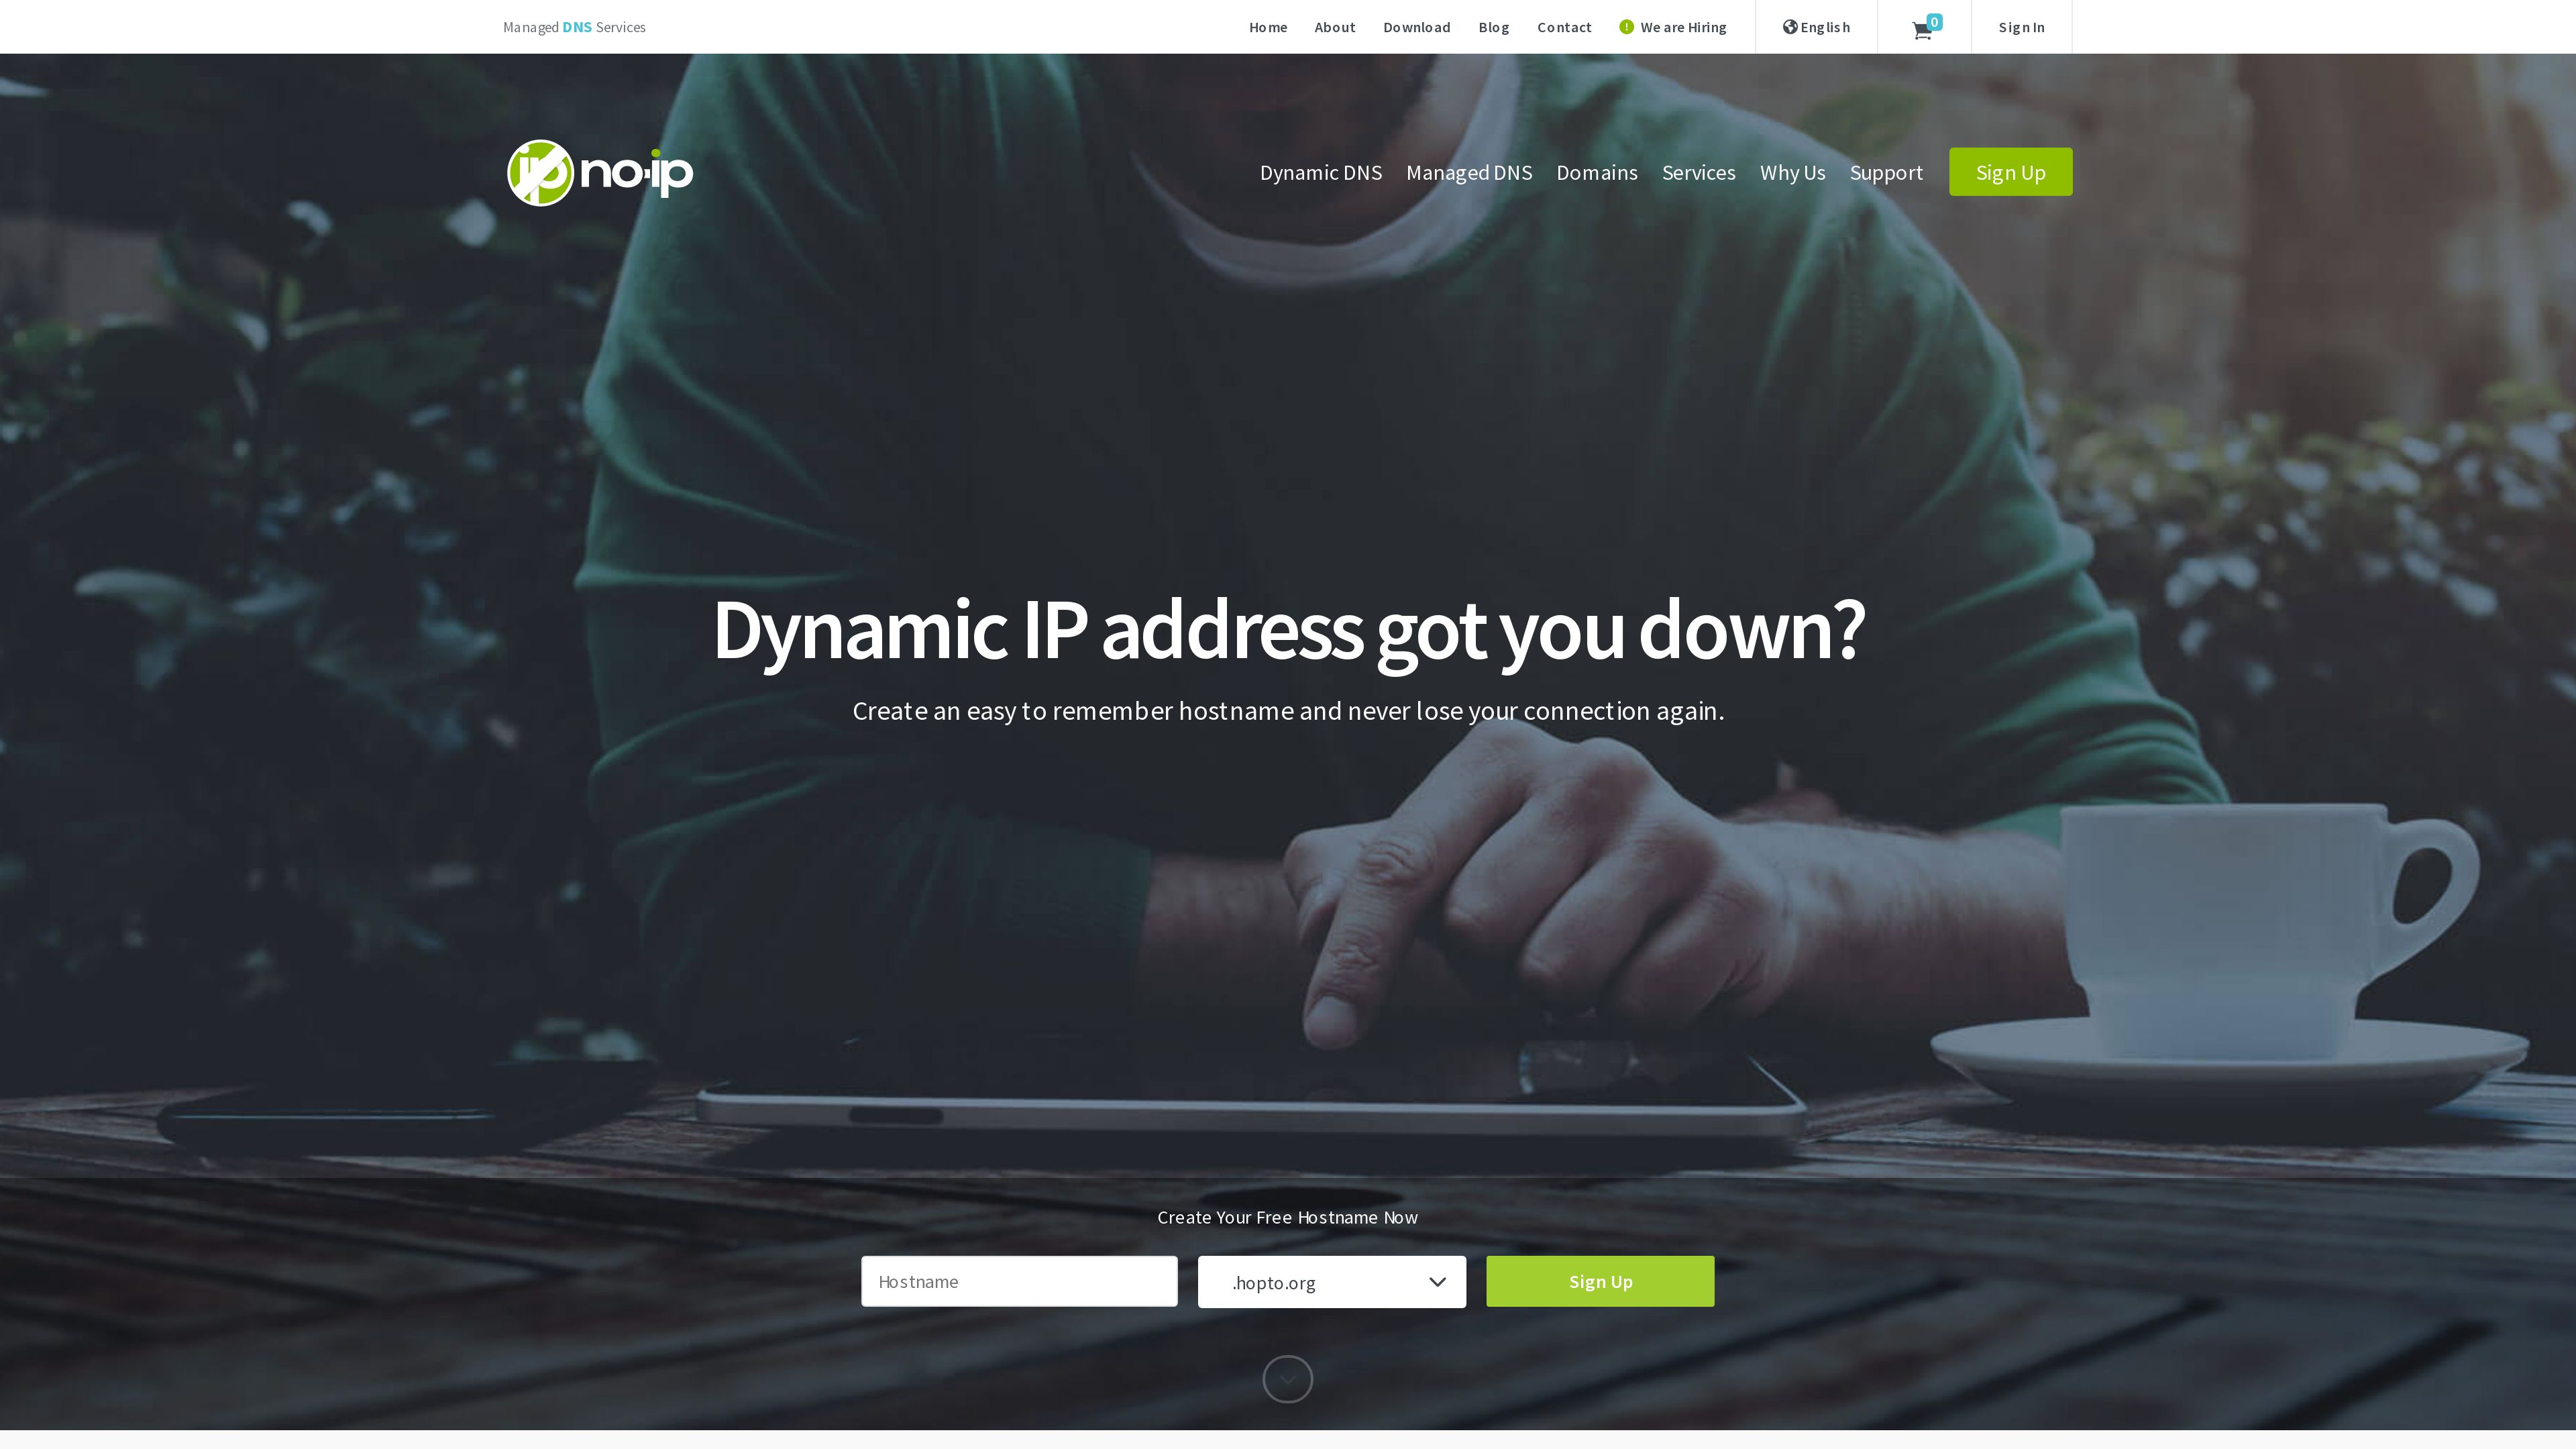 Managed DNS Services
Home About Download Blog Contact We are Hiring English 0 Sign In
ip no-ip Dynamic DNS Managed DNS Domains Services Why Us Support Sign Up
Dynamic IP address got you down?
Create an easy to remember hostname and never lose your connection again.
Create Your Free Hostname Now
Hostname .hopto.org Sign Up